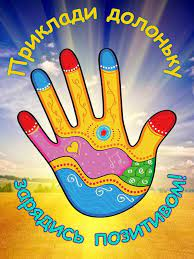 Приклади долоньку
зарядись позитивом!